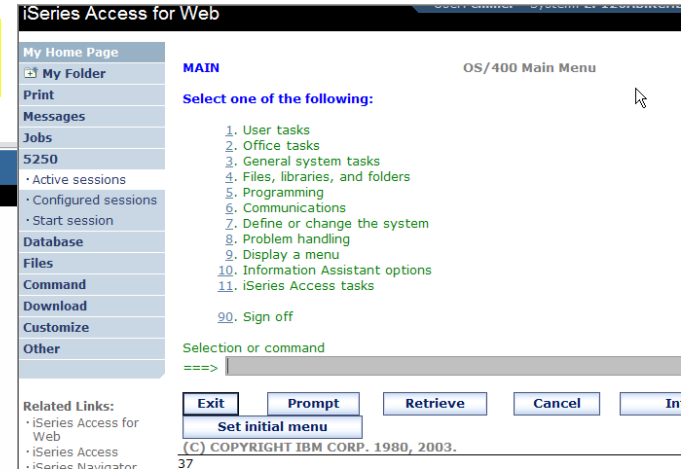 iSeries Access for Web
My Home Page
My Folder
Print
Messages
Jobs
5250
· Active sessions
· Configured sessions
· Start session
Database
Files
Command
Download
Customize
Other
Related Links:
· iSeries Access for
Web
· iSeries Access
· iSeries Navigator
MAIN OS/400 Main Menu
Select one of the following:
1. User tasks
2. Office tasks
3. General system tasks
4. Files, libraries, and folders
5. Programming
6. Communications
7. Define or change the system
8. Problem handling
9. Display a menu
10. Information Assistant options
11. iSeries Access tasks
90. Sign off
Selection or command
===>
Exit Prompt Retrieve Cancel
Set initial menu
(C) COPYRIGHT IBM CORP. 1980, 2003.
37